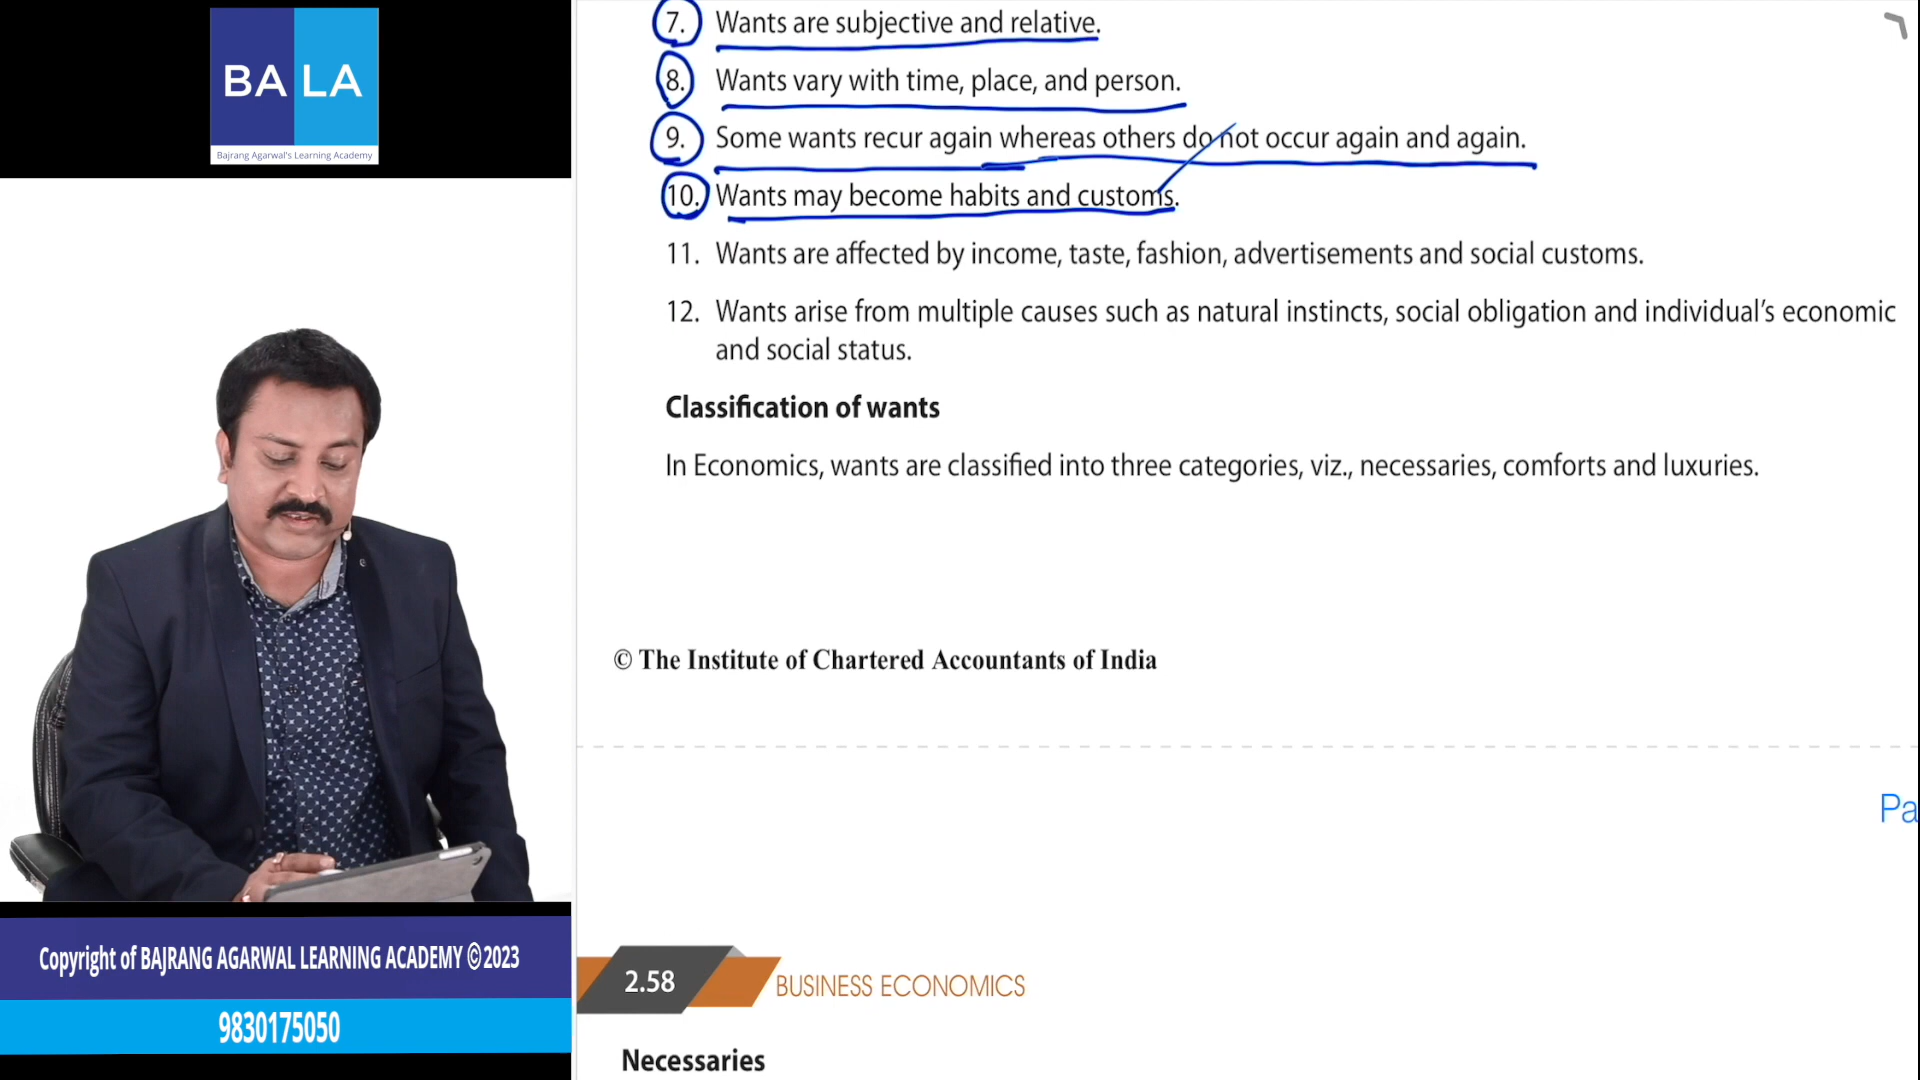 BA LA
Bajrang Agarwal's Learning Academy
7. Wants are subjective and relative.
8. Wants vary with time, place, and person.
9. Some wants recur again whereas others do not occur again and again.
10. Wants may become habits and customs.
11. Wants are affected by income, taste, fashion, advertisements and social customs.
12. Wants arise from multiple causes such as natural instincts, social obligation and individual's economic
and social status.
Classification of wants
In Economics, wants are classified into three categories, viz., necessaries, comforts and luxuries.
© The Institute of Chartered Accountants of India
Pa
2.58 BUSINESS ECONOMICS
Necessaries
Copyright of BAJRANG AGARWAL LEARNING ACADEMY ©2023
9830175050